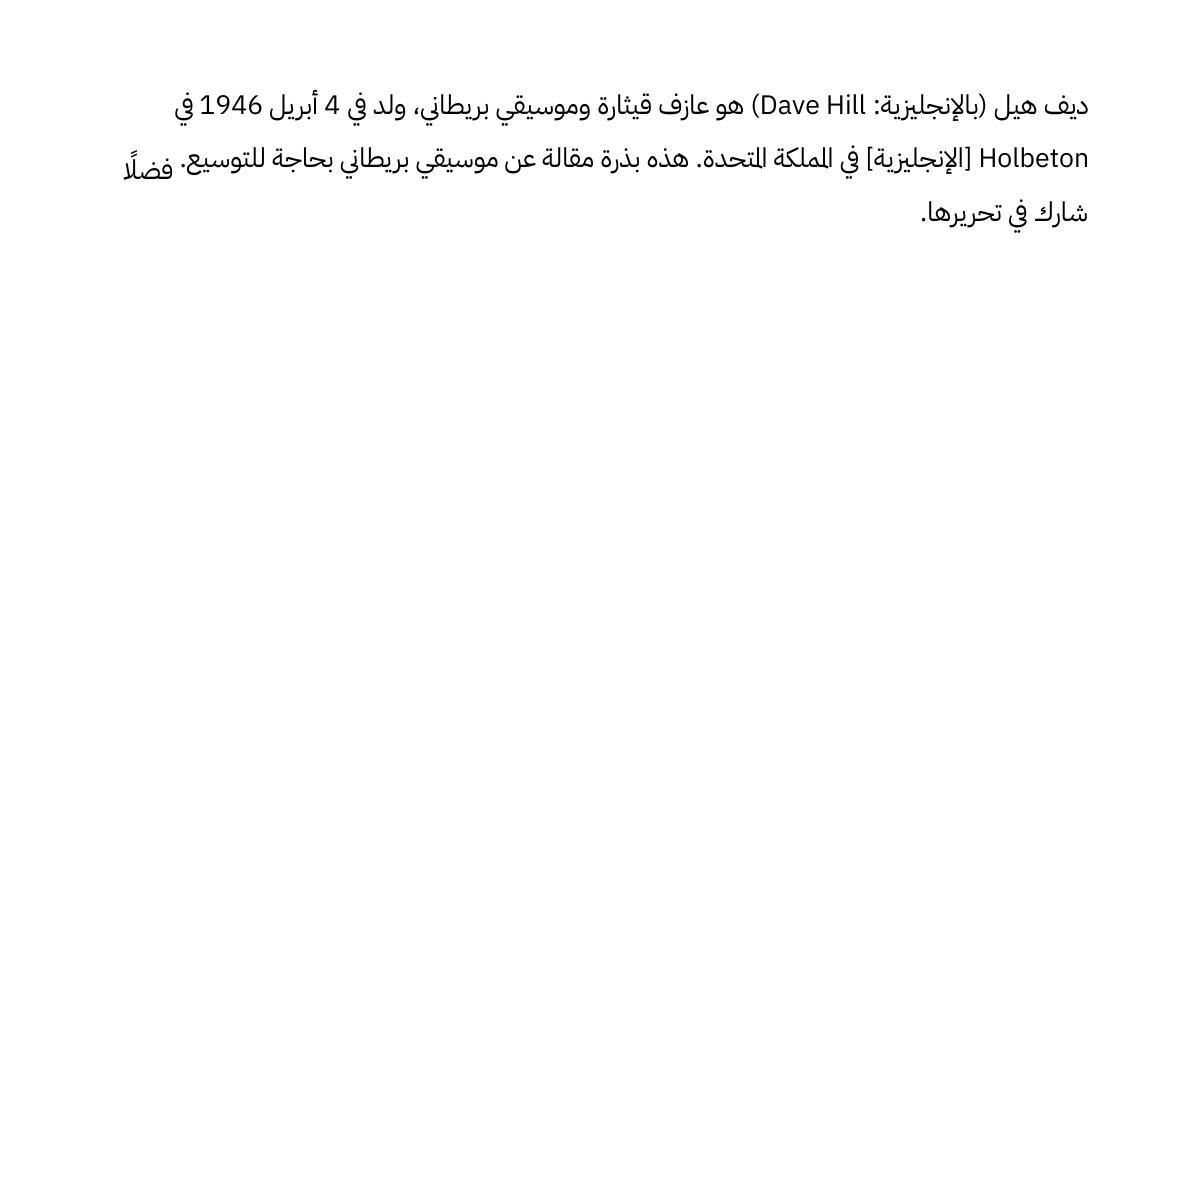 ديف هيل (بالإنجليزية: Dave Hill) هو عازف قيثارة وموسيقي بريطاني، ولد في 4 أبريل 1946 في
Holbeton [الإنجليزية] في المملكة المتحدة. هذه بذرة مقالة عن موسيقي بريطاني بحاجة للتوسيع. فضلًا
شارك في تحريرها.